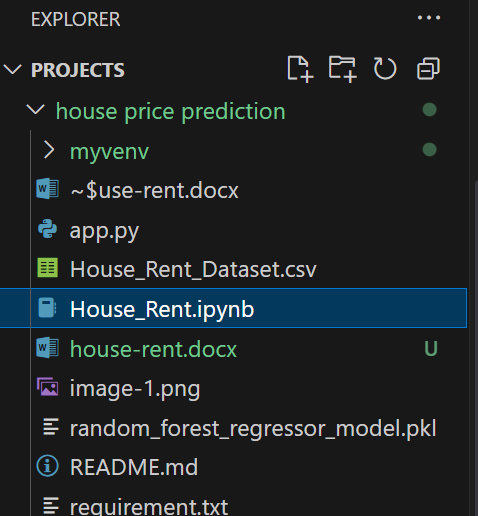 EXPLORER
PROJECTS
house price prediction
myvenv
~$use-rent.docx
app.py
House_Rent_Dataset.csv
House_Rent.ipynb
house-rent.docx U
image-1.png
random_forest_regressor_model.pkl
README.md
requirement.txt